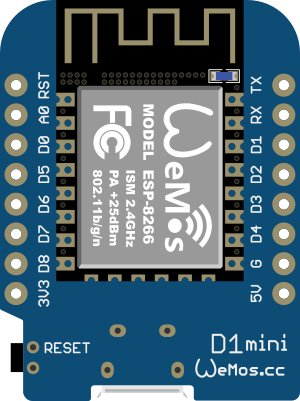 RST
A0
D0
D5
D6
D7
D8
3V3
TX
RX
D1
D2
D3
D4
G
5V
WeMos
MODEL ESP-8266
FC
ISM 2.4GHz
PA +25dBm
802.11b/g/n
RESET
D1mini
WeMos.cc